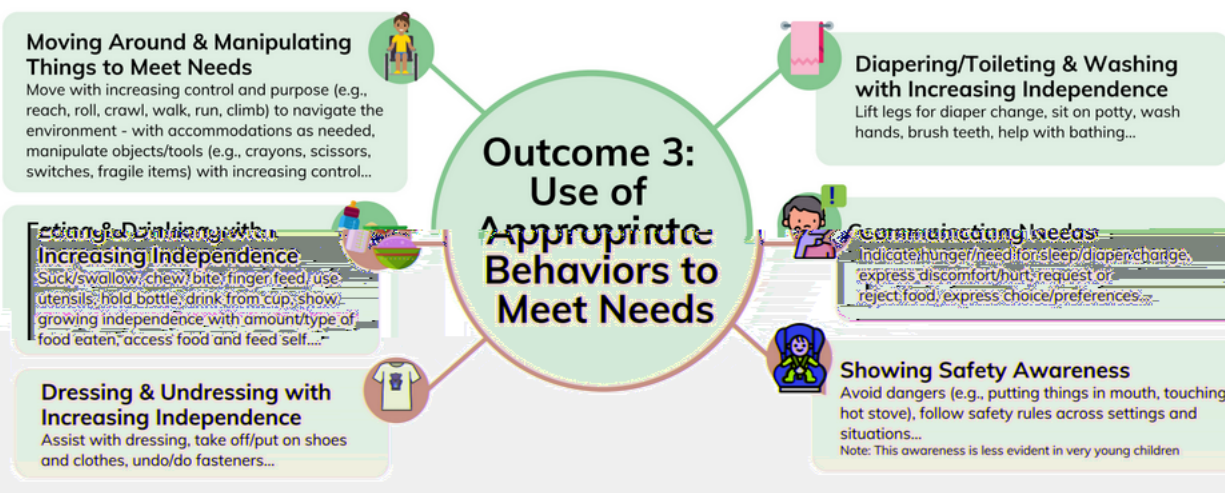 Moving Around & Manipulating
Things to Meet Needs
Move with increasing control and purpose (e.g.,
reach, roll, crawl, walk, run, climb) to navigate the
environment - with accommodations as needed,
manipulate objects/tools (e.g., crayons, scissors,
switches, fragile items) with increasing control...
Eating & Drinking with
Increasing Independence
Suck/swallow, chew, bite, finger feed, use
utensils, hold bottle, drink from cup, show
growing independence with amount/type of
food eaten, access food and feed self....
Dressing & Undressing with
Increasing Independence
Assist with dressing, take off/put on shoes
and clothes, undo/do fasteners...
Outcome 3:
Use of
Appropriate
Behaviors to
Meet Needs
Diapering/Toileting & Washing
with Increasing Independence
Lift legs for diaper change, sit on potty, wash
hands, brush teeth, help with bathing...
!
Communicating Needs
Indicate hunger/need for sleep/diaper change,
express discomfort/hurt, request or
reject food, express choice/preferences...
Showing Safety Awareness
Avoid dangers (e.g., putting things in mouth, touching
hot stove), follow safety rules across settings and
situations...
Note: This awareness is less evident in very young children